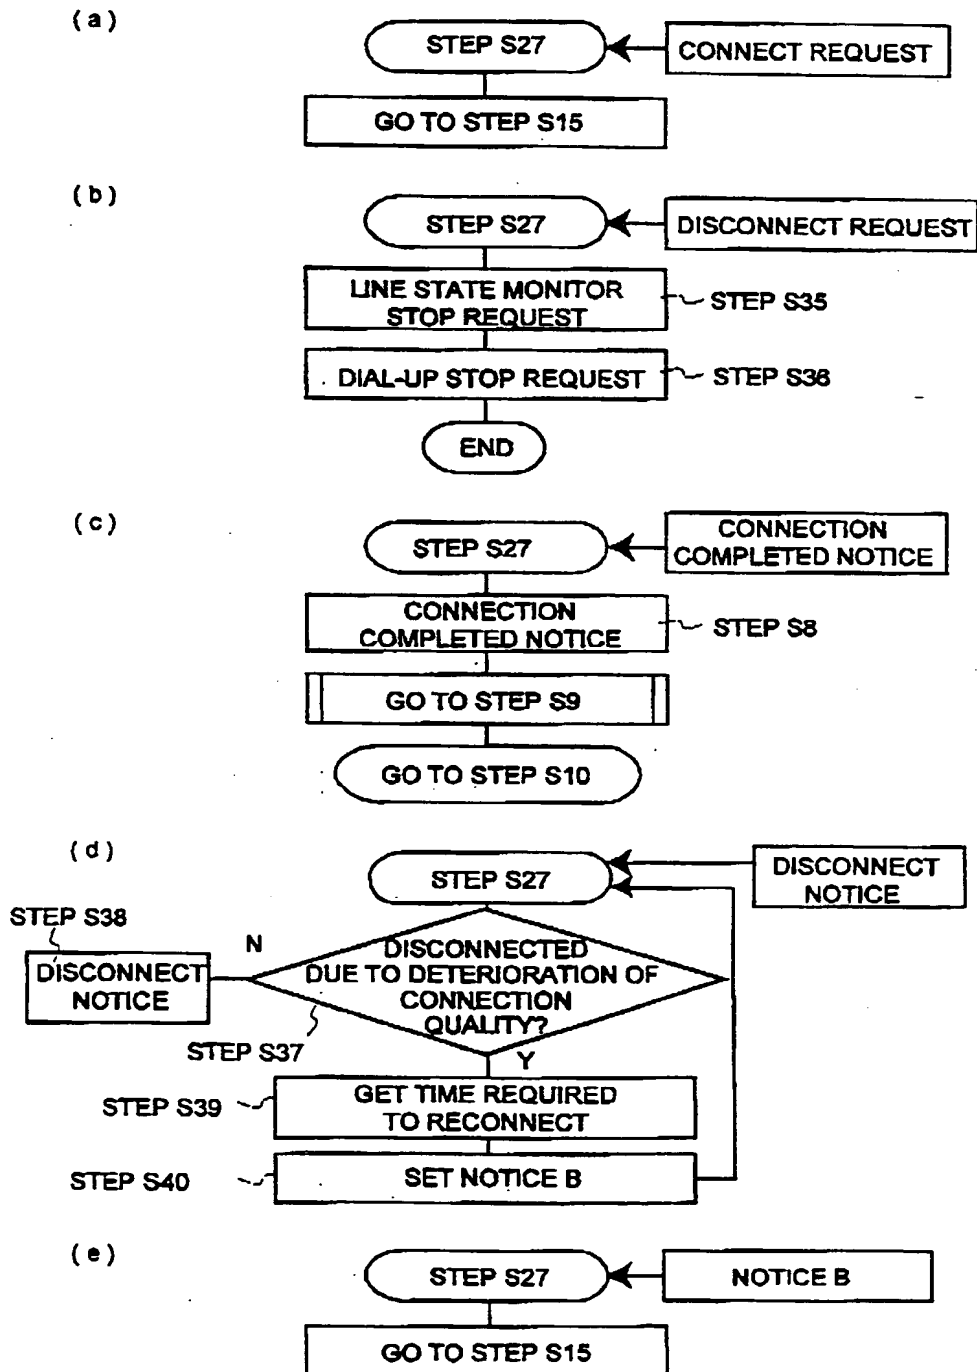 (a)
STEP S27
CONNECT REQUEST
GO TO STEP S15
(b)
STEP S27
DISCONNECT REQUEST
LINE STATE MONITOR
STOP REQUEST
STEP S35
DIAL-UP STOP REQUEST
STEP S36
END
(c)
STEP S27
CONNECTION
COMPLETED NOTICE
CONNECTION
COMPLETED NOTICE
STEP S8
GO TO STEP S9
GO TO STEP S10
(d)
STEP S27
DISCONNECT
NOTICE
STEP S38
N
DISCONNECT
NOTICE
DISCONNECTED
DUE TO DETERIORATION OF
CONNECTION
QUALITY?
STEP S37
Y
STEP S39
GET TIME REQUIRED
TO RECONNECT
STEP S40
SET NOTICE B
(e)
STEP S27
NOTICE B
GO TO STEP S15